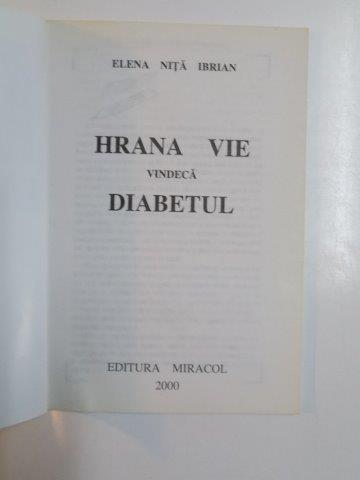 ELENA NIȚĂ IBRIAN
HRANA VIE
VINDECĂ
DIABETUL
EDITURA MIRACOL
2000